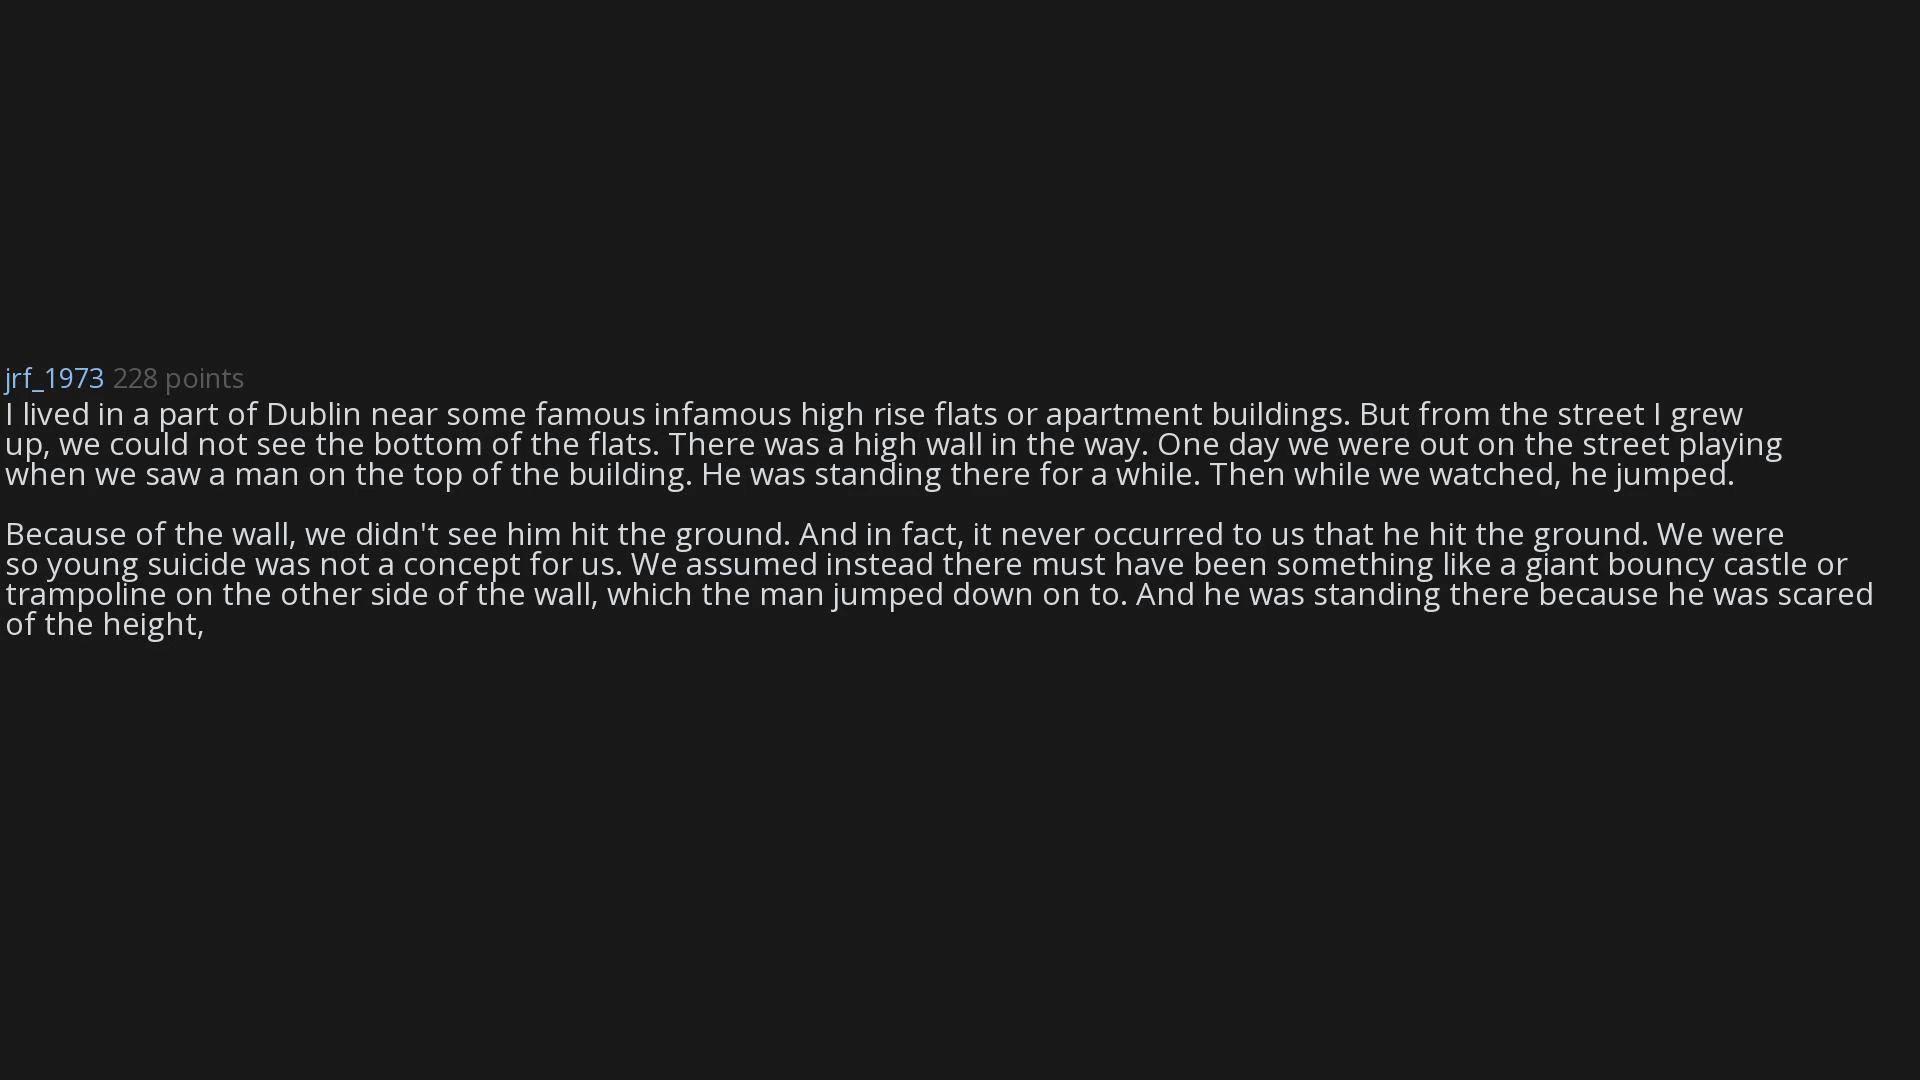 jrf_1973 228 points
I lived in a part of Dublin near some famous infamous high rise flats or apartment buildings. But from the street I grew
up, we could not see the bottom of the flats. There was a high wall in the way. One day we were out on the street playing
when we saw a man on the top of the building. He was standing there for a while. Then while we watched, he jumped.
Because of the wall, we didn't see him hit the ground. And in fact, it never occurred to us that he hit the ground. We were
so young suicide was not a concept for us. We assumed instead there must have been something like a giant bouncy castle or
trampoline on the other side of the wall, which the man jumped down on to. And he was standing there because he was scared
of the height,